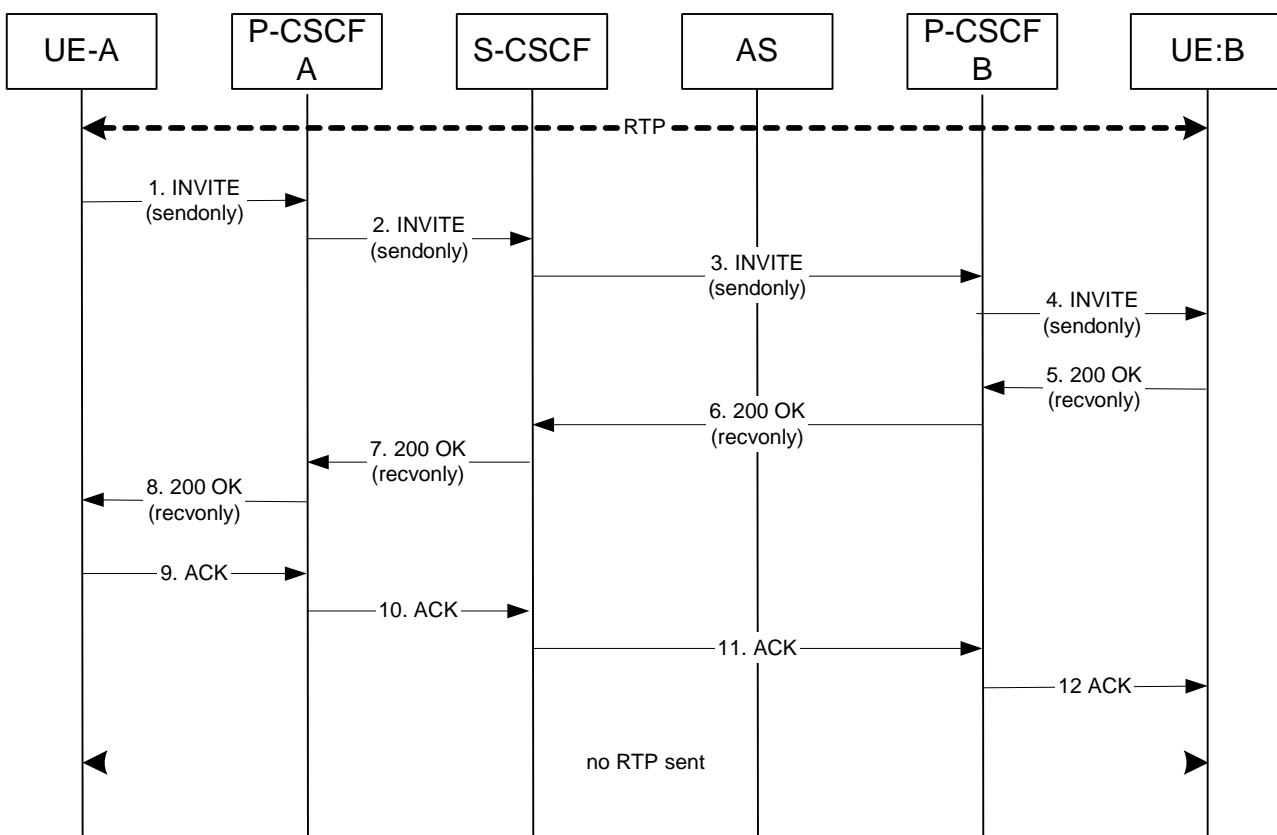 UE-A
P-CSCF
A
S-CSCF
AS
P-CSCF
B
UE:B
RTP
1. INVITE
(sendonly)
2. INVITE
(sendonly)
3. INVITE
(sendonly)
4. INVITE
(sendonly)
5. 200 OK
(recvonly)
6. 200 OK
(recvonly)
7. 200 OK
(recvonly)
8. 200 OK
(recvonly)
9. ACK
10. ACK
11. ACK
12 ACK
no RTP sent